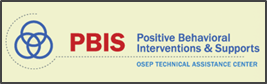 PBIS Positive Behavioral
Interventions & Supports
OSEP TECHNICAL ASSISTANCE CENTER